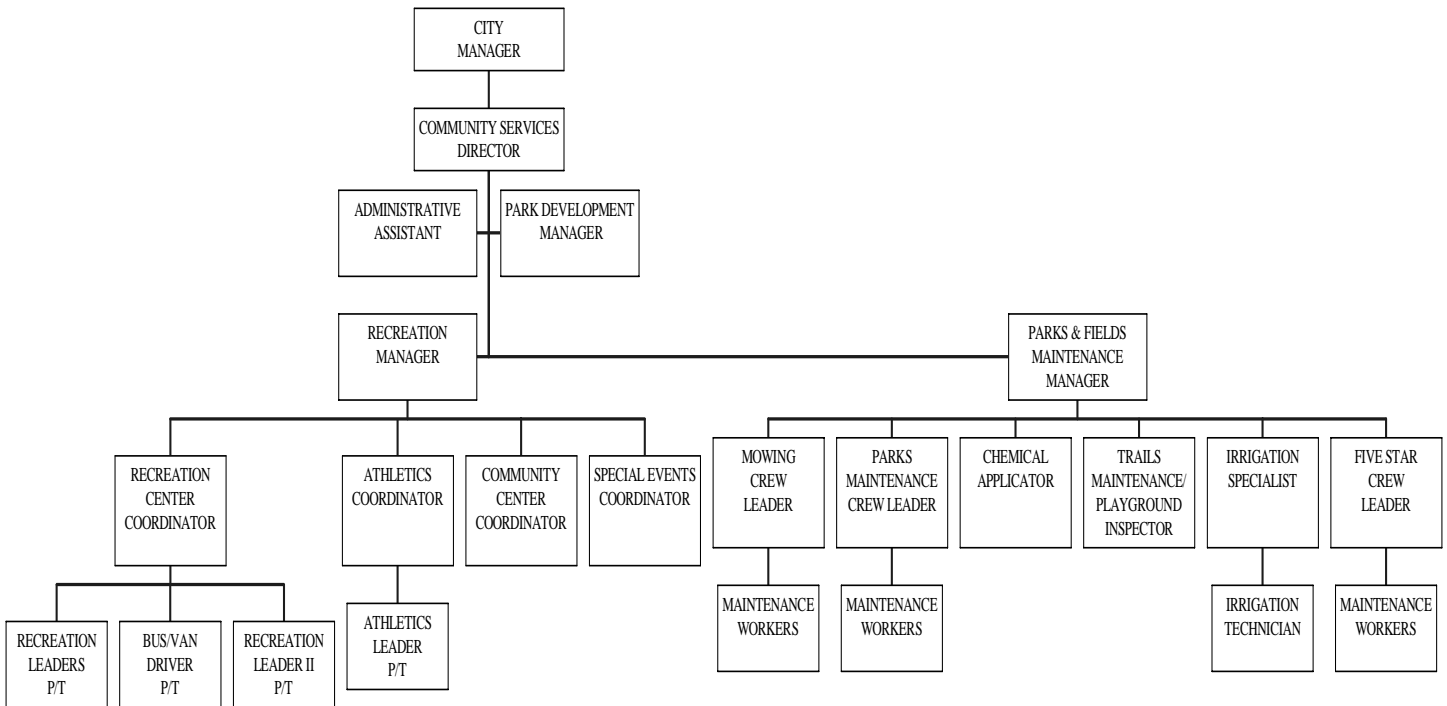 CITY
MANAGER
COMMUNITY SERVICES
DIRECTOR
ADMINISTRATIVE
ASSISTANT
PARK DEVELOPMENT
MANAGER
RECREATION
MANAGER
PARKS & FIELDS
MAINTENANCE
MANAGER
RECREATION
CENTER
COORDINATOR
ATHLETICS
COORDINATOR
COMMUNITY
CENTER
COORDINATOR
SPECIAL EVENTS
COORDINATOR
MOWING
CREW
LEADER
PARKS
MAINTENANCE
CREW LEADER
CHEMICAL
APPLICATOR
TRAILS
MAINTENANCE/
PLAYGROUND
INSPECTOR
IRRIGATION
SPECIALIST
FIVE STAR
CREW
LEADER
RECREATION
LEADERS
P/T
BUS/VAN
DRIVER
P/T
RECREATION
LEADER II
P/T
ATHLETICS
LEADER
P/T
MAINTENANCE
WORKERS
MAINTENANCE
WORKERS
IRRIGATION
TECHNICIAN
MAINTENANCE
WORKERS